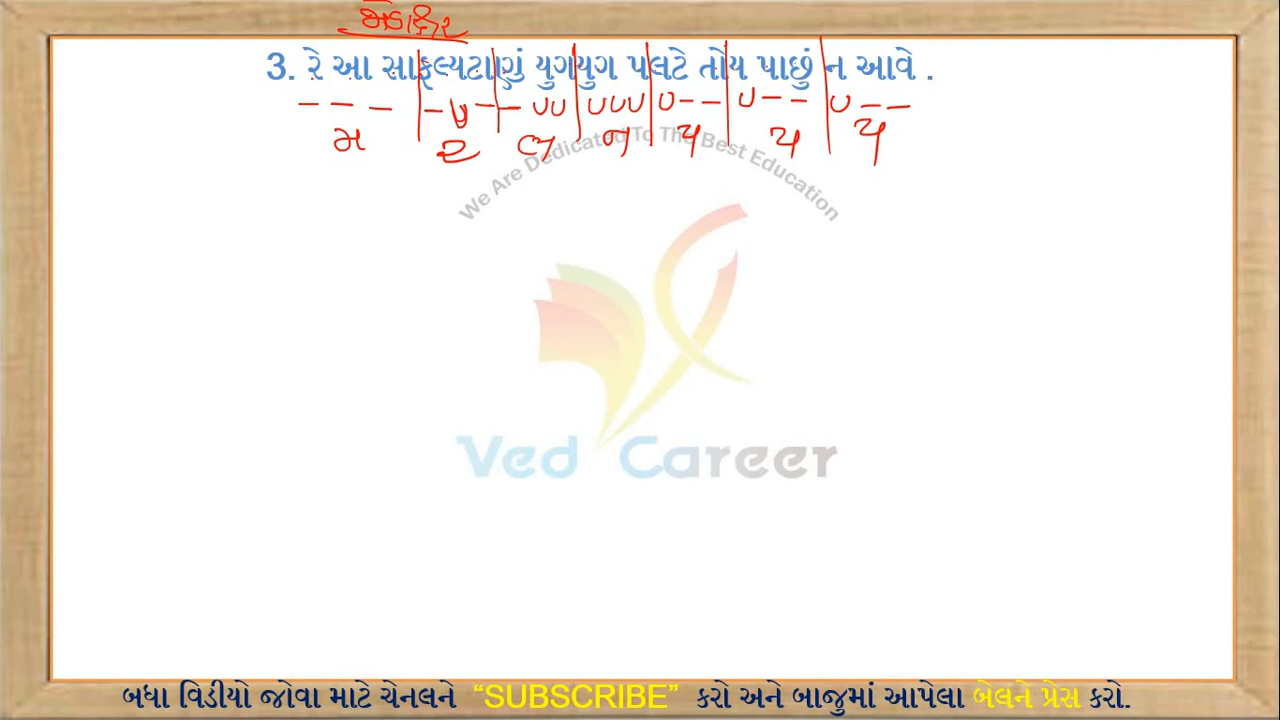 3. રે આ સાફલ્યટાણું યુગયુગ પલટે તોય પાછું ન આવે .
મ ર ભ ન ય ય ય
We Are Dedicated To The Best Education
Ved Career
બધા વિડીયો જોવા માટે ચેનલને “SUBSCRIBE” કરો અને બાજુમાં આપેલા બેલને પ્રેસ કરો.